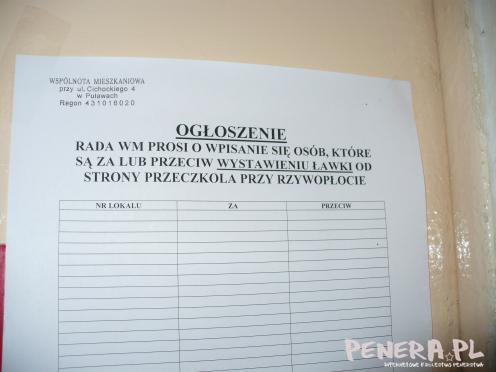 WSPÓLNOTA MIESZKANIOWA
przy ul. Cichockiego 4
w Puławach
Regon 431016020
OGŁOSZENIE
RADA WM PROSI O WPISANIE SIĘ OSÓB, KTÓRE
SĄ ZA LUB PRZECIW WYSTAWIENIU ŁAWKI OD
STRONY PRZECZKOLA PRZY RZYWOPŁOCIE
NR LOKALU ZA PRZECIW
PENERA.PL